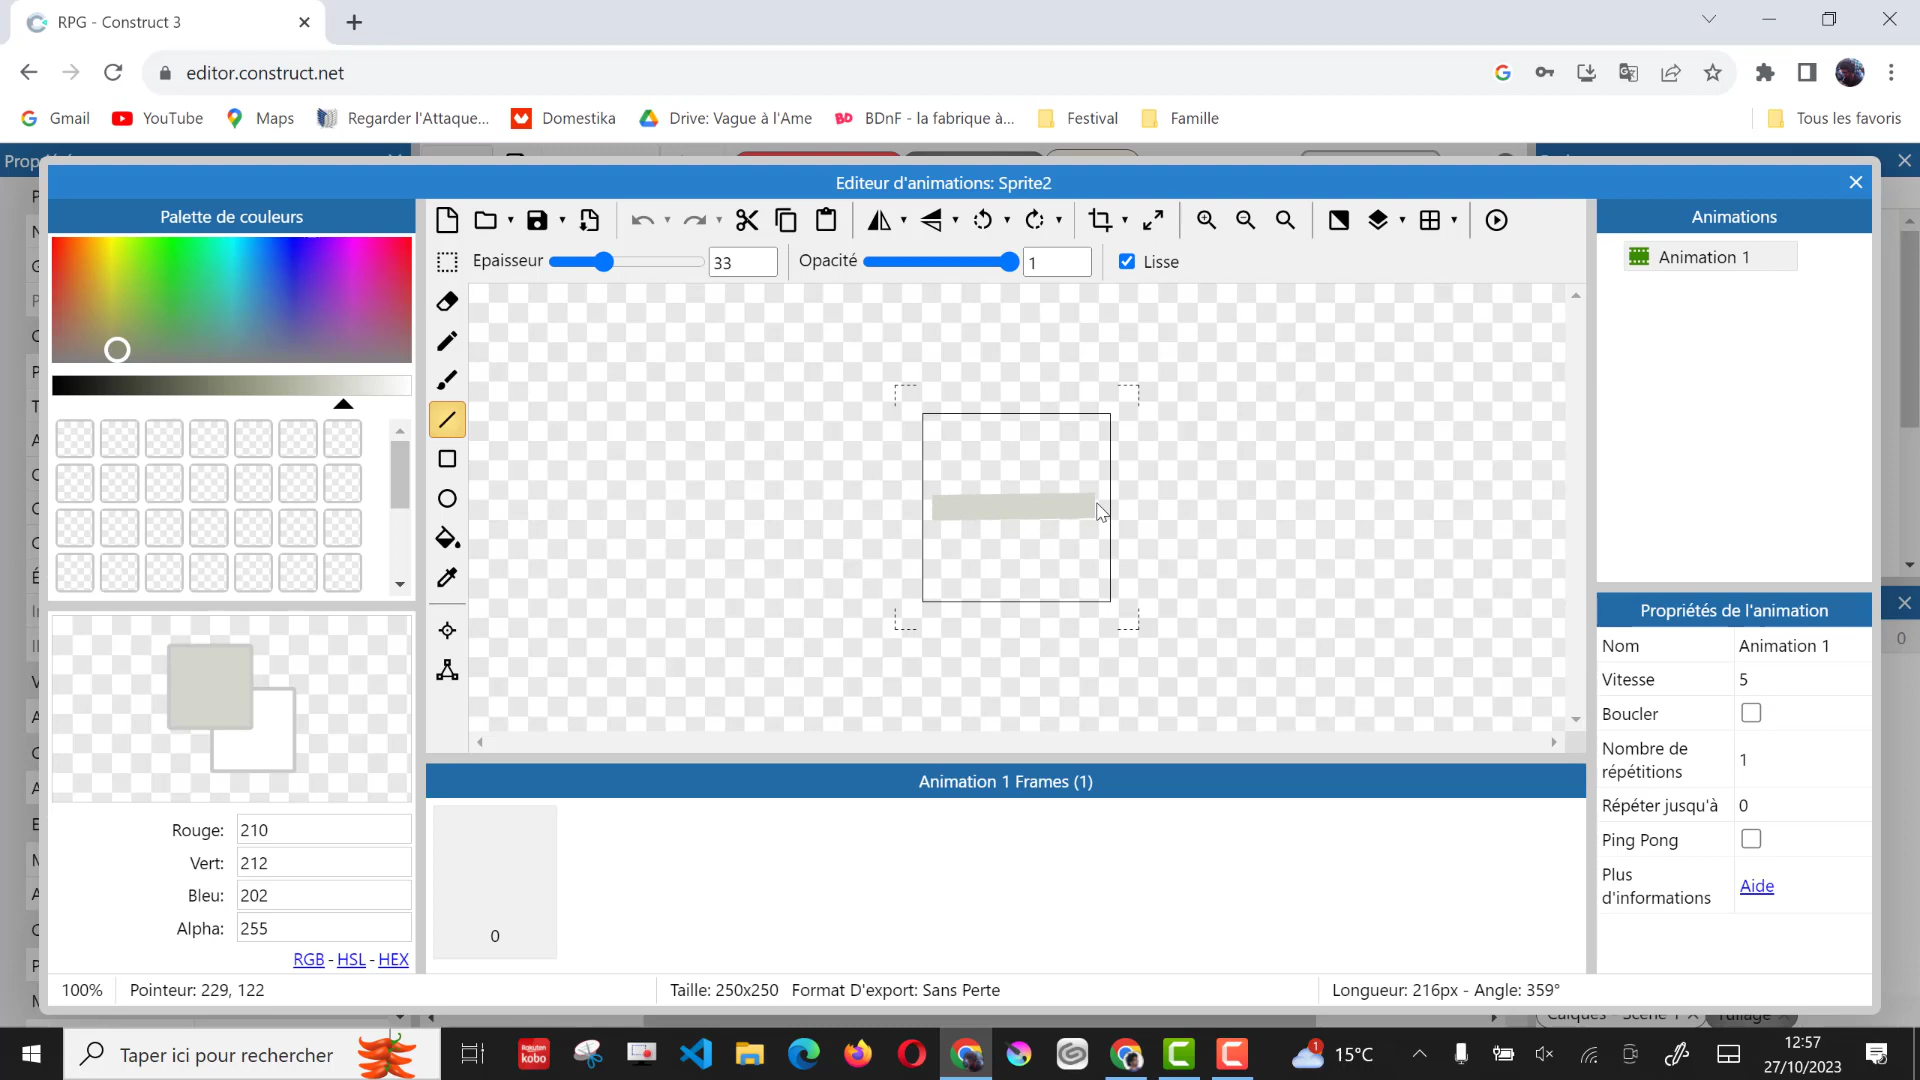 RPG - Construct 3
editor.construct.net
Gmail
YouTube
Maps
Regarder l'Attaque...
Domestika
Drive: Vague à l'Ame
BDnF - la fabrique à...
Festival
Famille
Tous les favoris
Editeur d'animations: Sprite2
Palette de couleurs
Animations
Epaisseur
33
Opacité
1
Lisse
Animation 1
Propriétés de l'animation
Nom
Animation 1
Vitesse
5
Boucler
Nombre de répétitions
1
Répéter jusqu'à
0
Ping Pong
Plus d'informations
Aide
Animation 1 Frames (1)
0
Rouge:
210
Vert:
212
Bleu:
202
Alpha:
255
RGB - HSL - HEX
100%
Pointeur: 229, 122
Taille: 250x250
Format D'export: Sans Perte
Longueur: 216px - Angle: 359°
Taper ici pour rechercher
15°C
12:57
27/10/2023